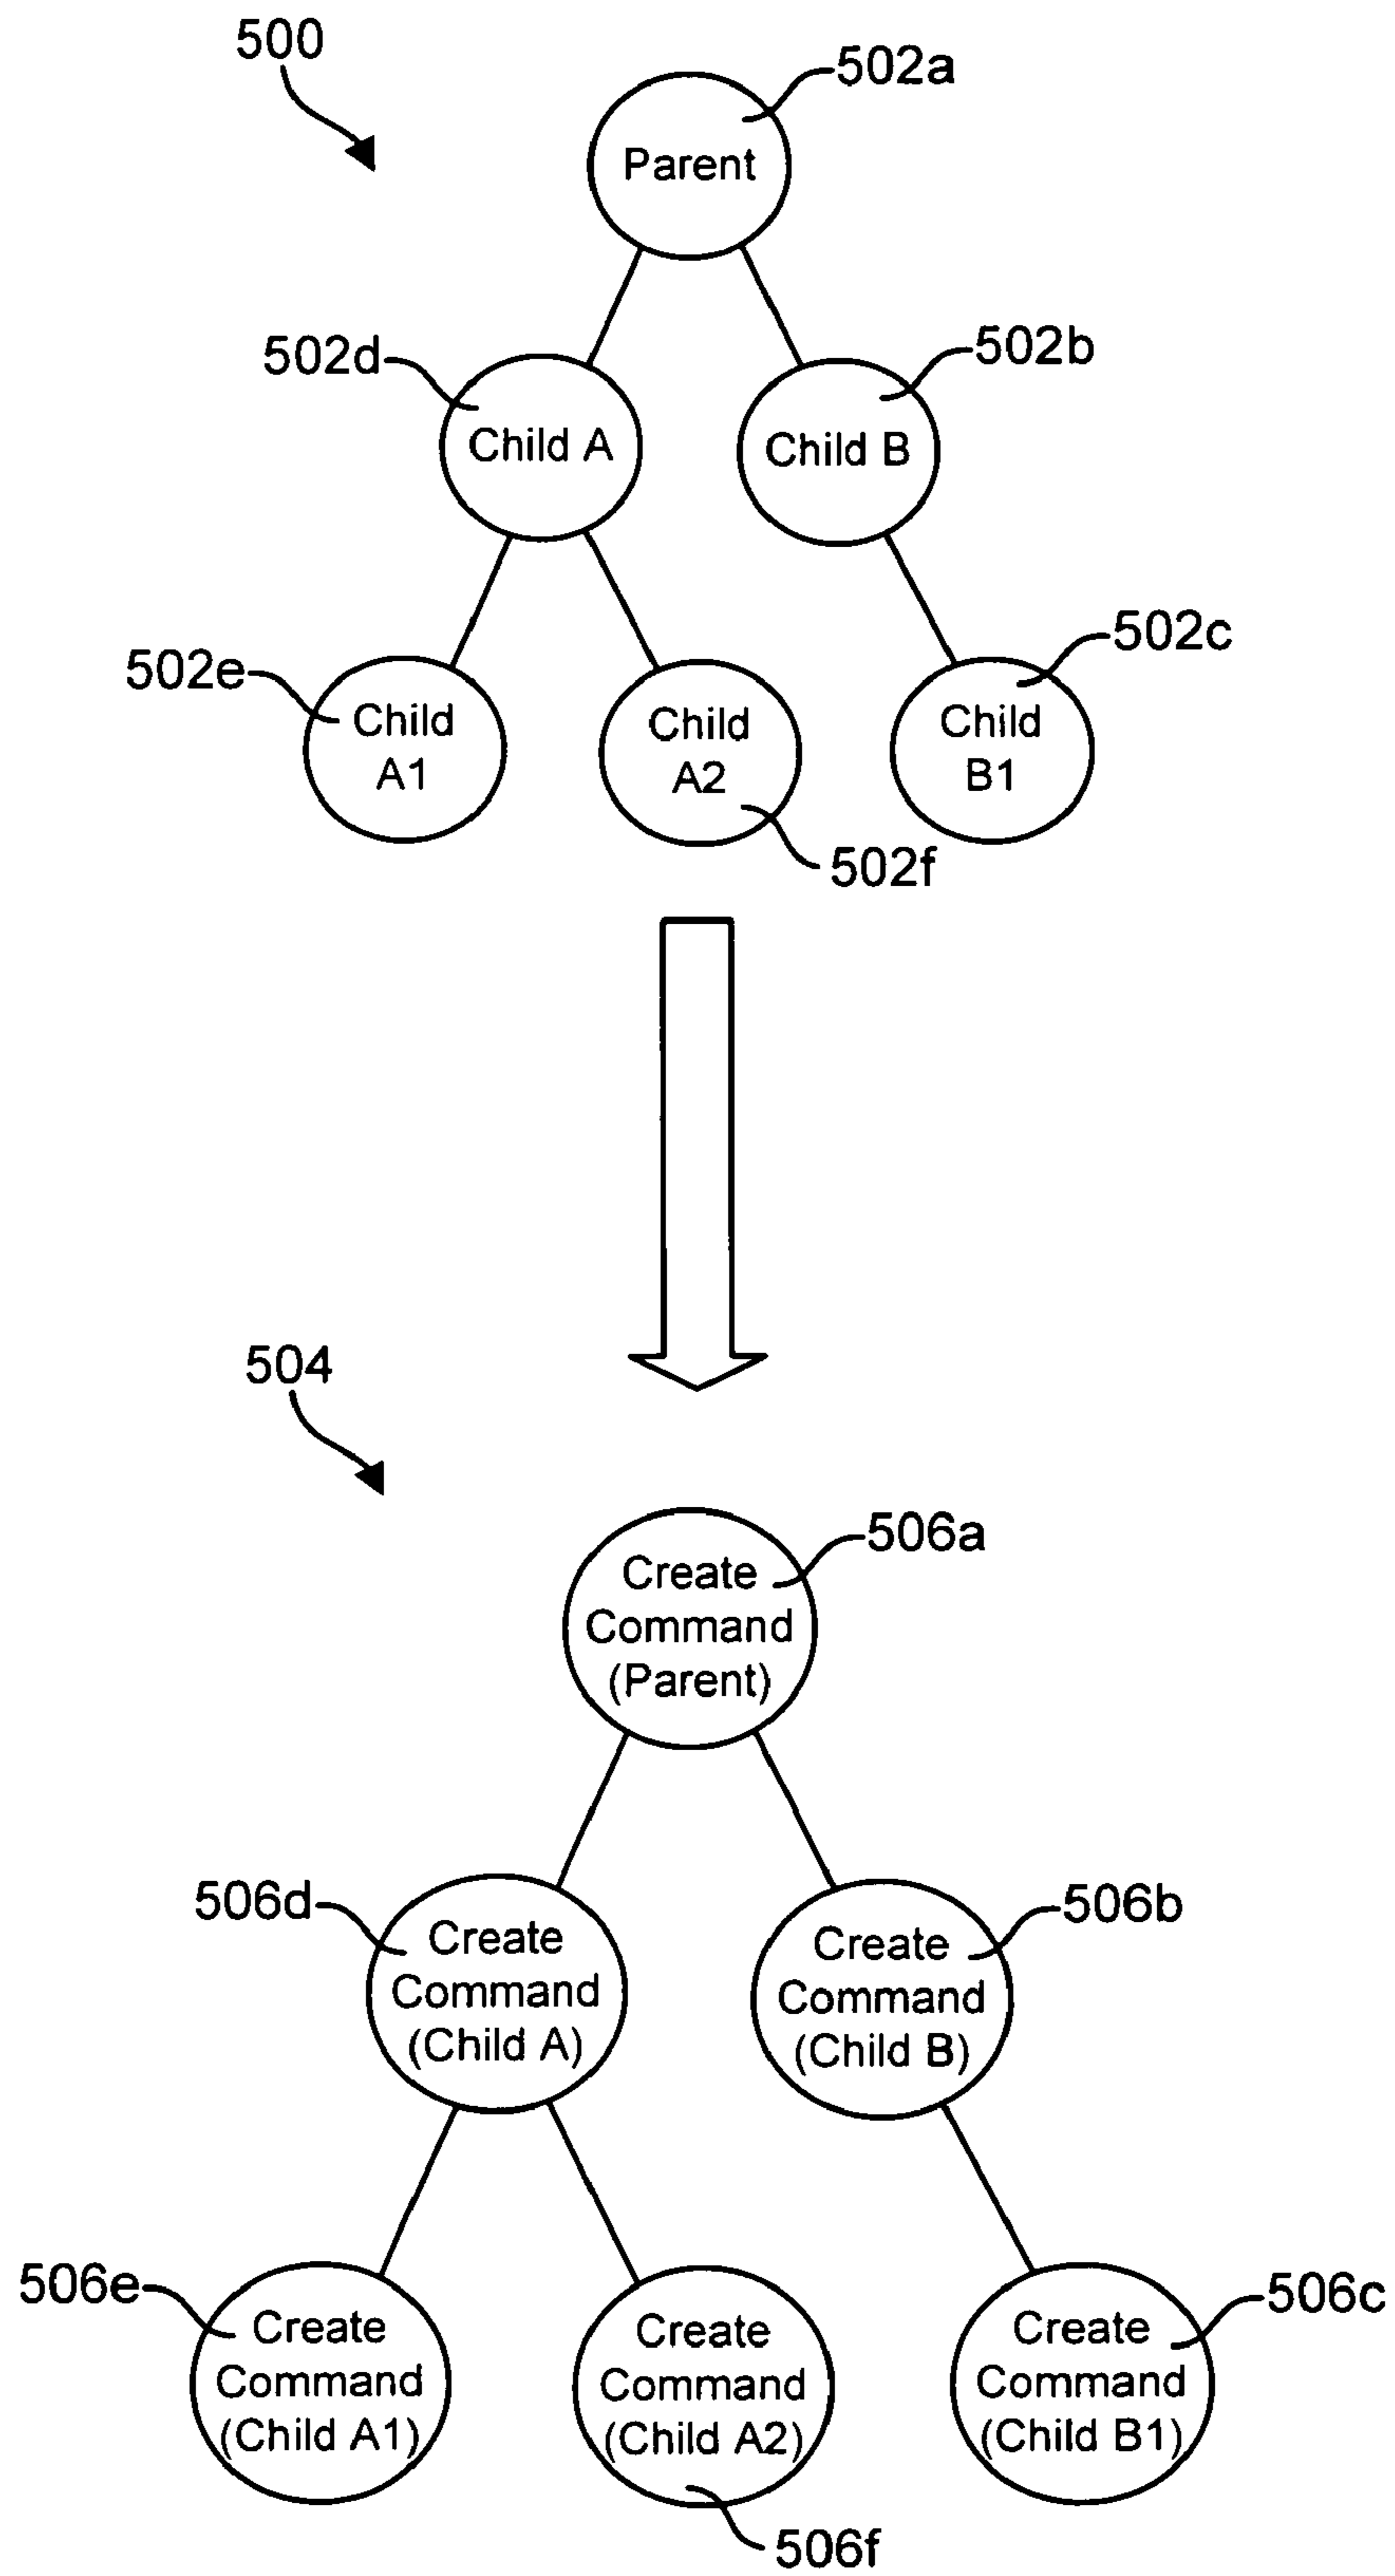 500
502a
Parent
502d
502b
Child A
Child B
502e
502c
Child
A1
Child
A2
Child
B1
502f
504
506a
Create
Command
(Parent)
506d
506b
Create
Command
(Child A)
Create
Command
(Child B)
506e
506c
Create
Command
(Child A1)
Create
Command
(Child A2)
Create
Command
(Child B1)
506f